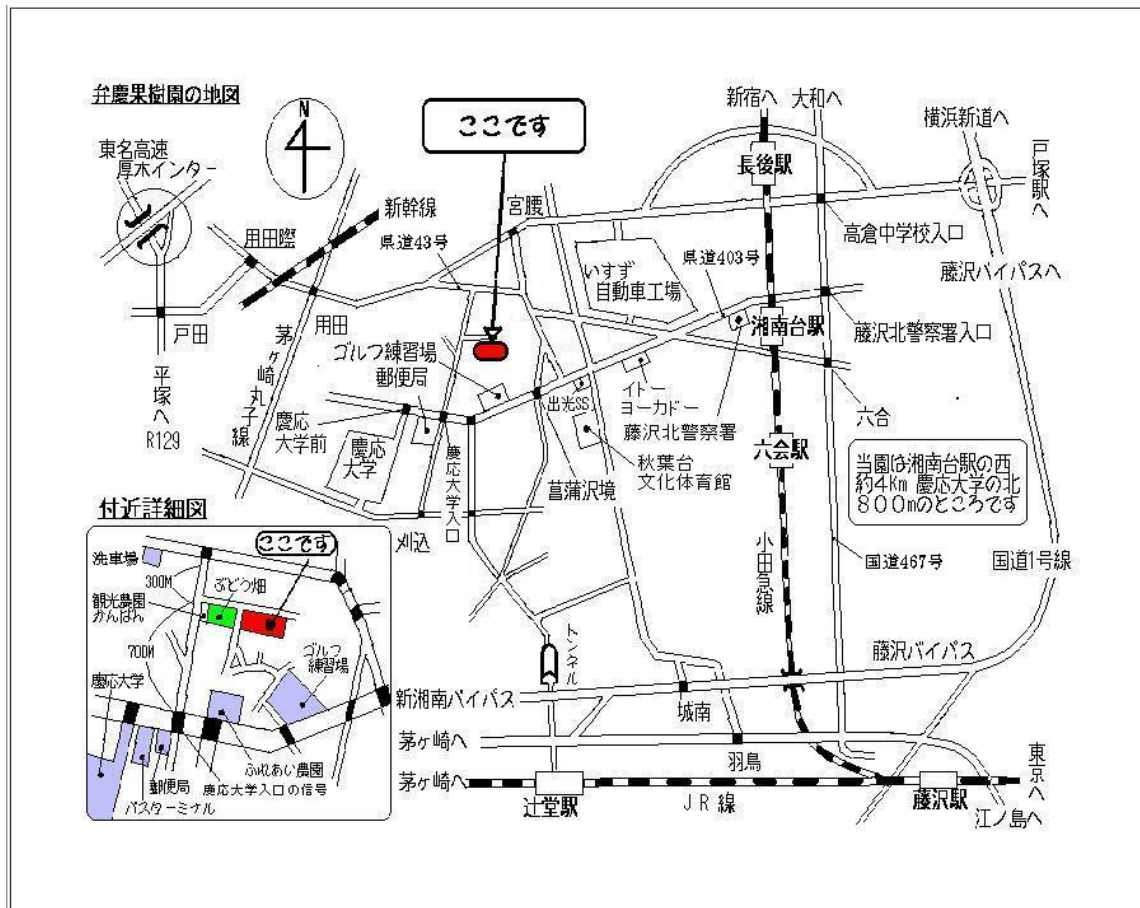 弁慶果樹園の地図
N
ここです
東名高速
厚木インター
用田際
新幹線
県道43号
宮腰
新宿へ
大和へ
長後駅
横浜新道へ
戸塚駅へ
高倉中学校入口
藤沢バイパスへ
いすず
自動車工場
県道403号
湘南台駅
藤沢北警察署入口
戸田
用田
平塚へ
R129
茅ヶ崎丸子線
ゴルフ練習場
郵便局
慶応
大学前
慶応
大学
慶応大学入口
出光SS
イトー
ヨーカドー
藤沢北警察署
六合
六会駅
秋葉台
文化体育館
菖蒲沢境
刈込
当園は湘南台駅の西
約4Km 慶応大学の北
800mのところです
小田急線
国道467号
国道1号線
トンネル
藤沢バイパス
新湘南バイパス
城南
茅ヶ崎へ
羽鳥
茅ヶ崎へ
辻堂駅
JR線
藤沢駅
東京へ
江ノ島へ
付近詳細図
ここです
洗車場
300M
ぶどう畑
観光農園
かんばん
700M
ゴルフ
練習場
慶応大学
ふれあい農園
郵便局
慶応大学入口の信号
バスターミナル